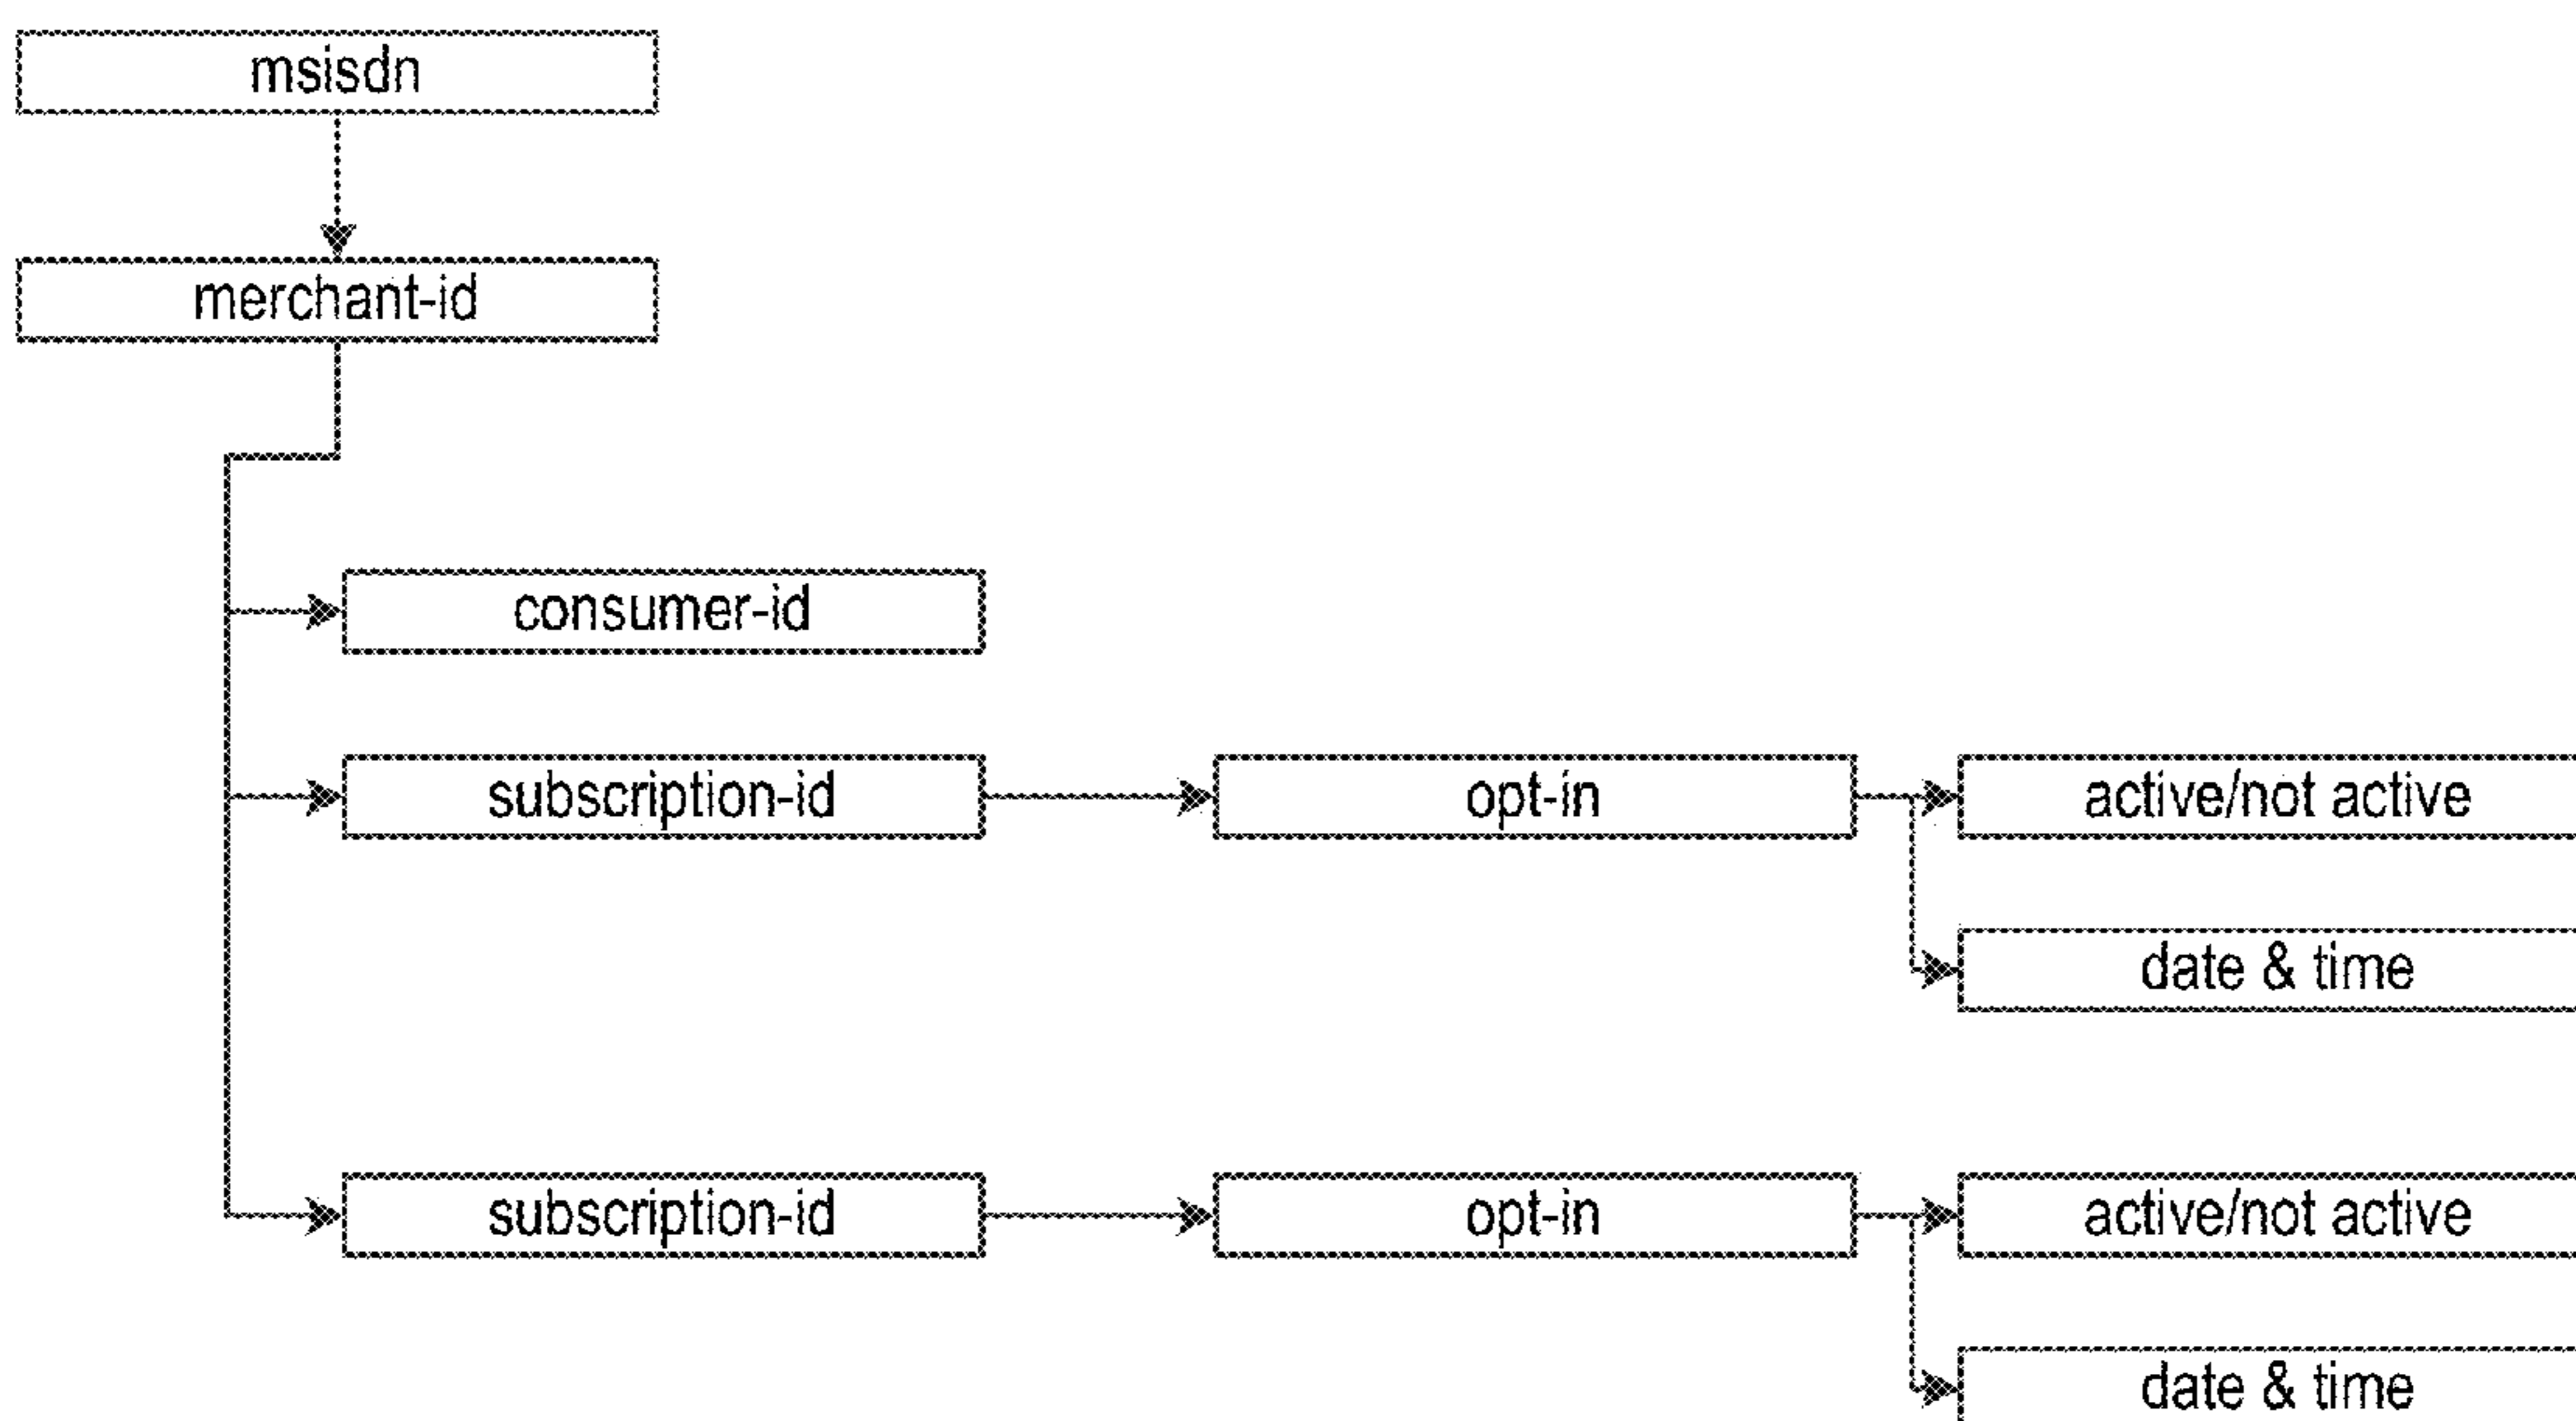 msisdn
merchant-id
consumer-id
subscription-id
opt-in
active/not active
date & time
subscription-id
opt-in
active/not active
date & time